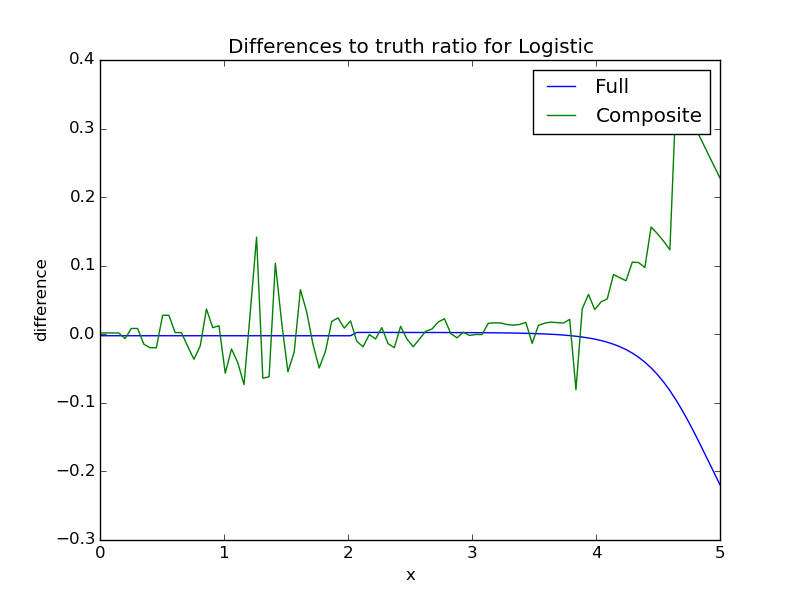 Differences to truth ratio for Logistic
Full
Composite
difference
0.4
0.3
0.2
0.1
0.0
−0.1
−0.2
−0.3
0 1 2 3 4 5
x